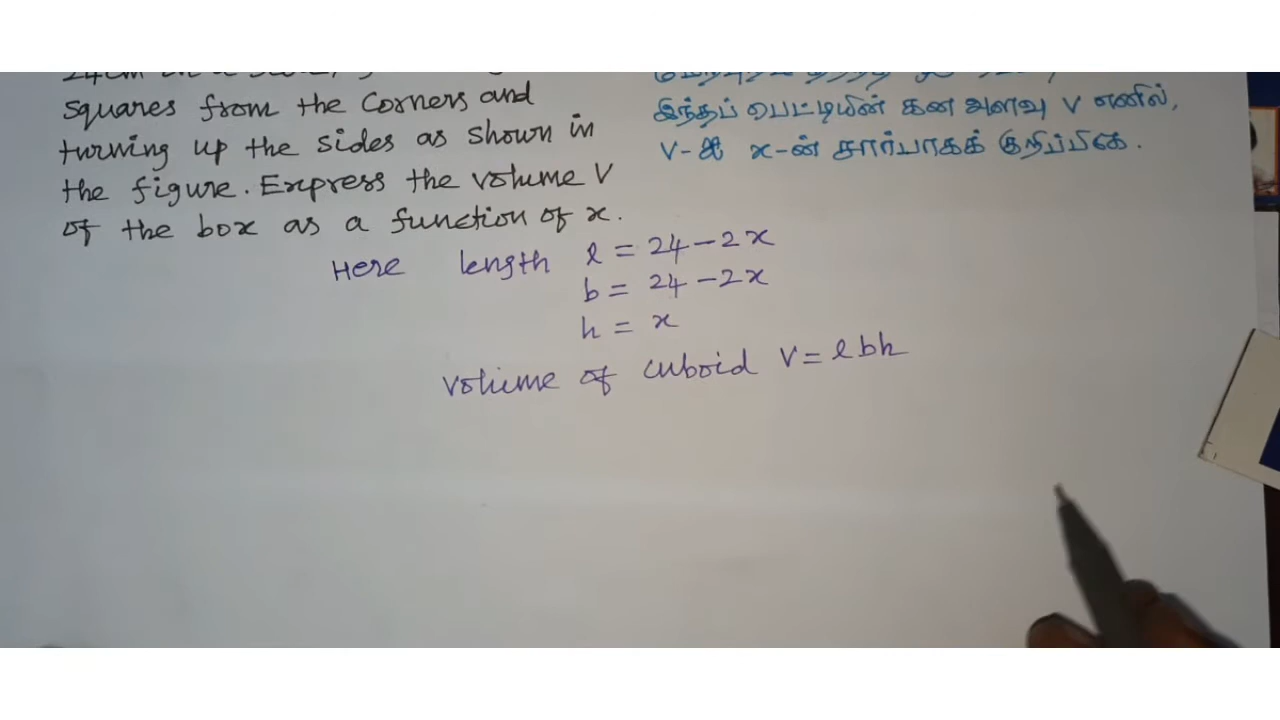 squares from the Corners and
turning up the sides as shown in
the figure. Express the volume V
of the box as a function of x.
இந்தப் பெட்டியின் கன அளவு V எனில்,
V-ஐ x-ன் சார்பாகக் குறிப்பிடுக.
Here length l = 24 - 2x
b = 24 - 2x
h = x
volume of cuboid V = lbh